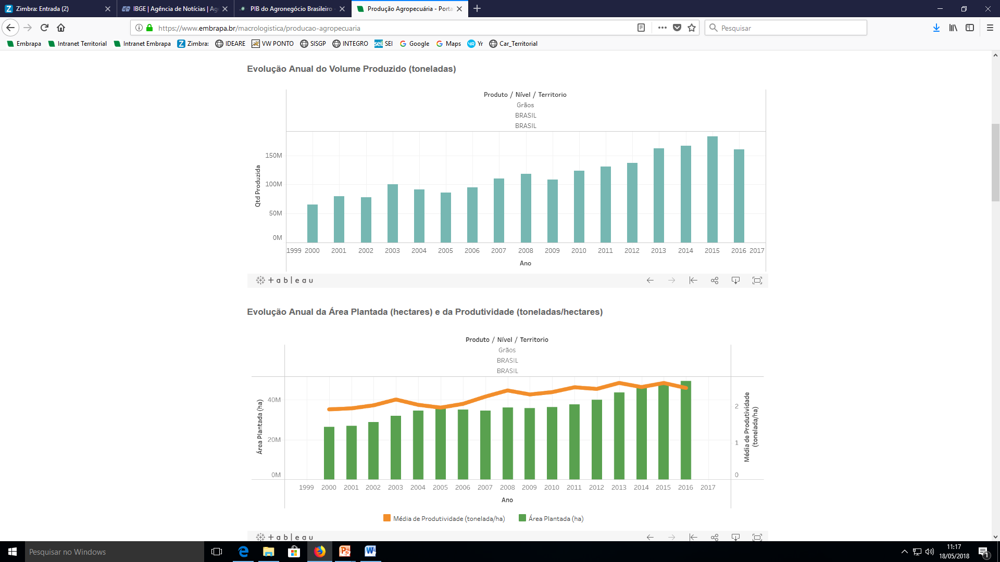 Zimbra: Entrada (2)
IBGE | Agência de Notícias | Ag
PIB do Agronegócio Brasileiro -
Produção Agropecuária - Porta
https://www.embrapa.br/macrologistica/producao-agropecuaria
Pesquisar
Embrapa
Intranet Territorial
Intranet Embrapa
Zimbra:
IDEARE
VW PONTO
SISGP
INTEGRO
sei SEI
Google
Maps
YR Yr
Car_Territorial
Evolução Anual do Volume Produzido (toneladas)
Produto / Nível / Territorio
Grãos
BRASIL
BRASIL
Qtd Produzida
150M
100M
50M
0M
1999 2000 2001 2002 2003 2004 2005 2006 2007 2008 2009 2010 2011 2012 2013 2014 2015 2016 2017
Ano
+ableau
Evolução Anual da Área Plantada (hectares) e da Produtividade (toneladas/hectares)
Produto / Nível / Territorio
Grãos
BRASIL
BRASIL
Área Plantada (ha)
40M
20M
0M
2
1
0
Média de Produtividade
(tonelada/ha)
1999 2000 2001 2002 2003 2004 2005 2006 2007 2008 2009 2010 2011 2012 2013 2014 2015 2016 2017
Ano
Média de Produtividade (tonelada/ha)
Área Plantada (ha)
+ableau
Pesquisar no Windows
11:17
18/05/2018
1